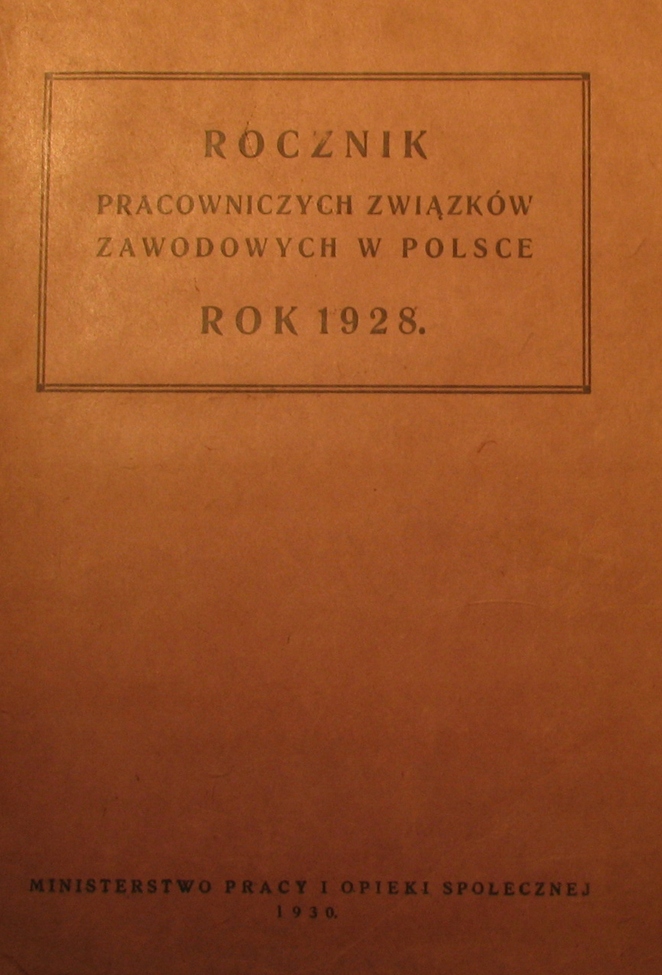 ROCZNIK
PRACOWNICZYCH ZWIĄZKÓW
ZAWODOWYCH W POLSCE
ROK 1928.
MINISTERSTWO PRACY I OPIEKI SPOŁECZNEJ
1930.